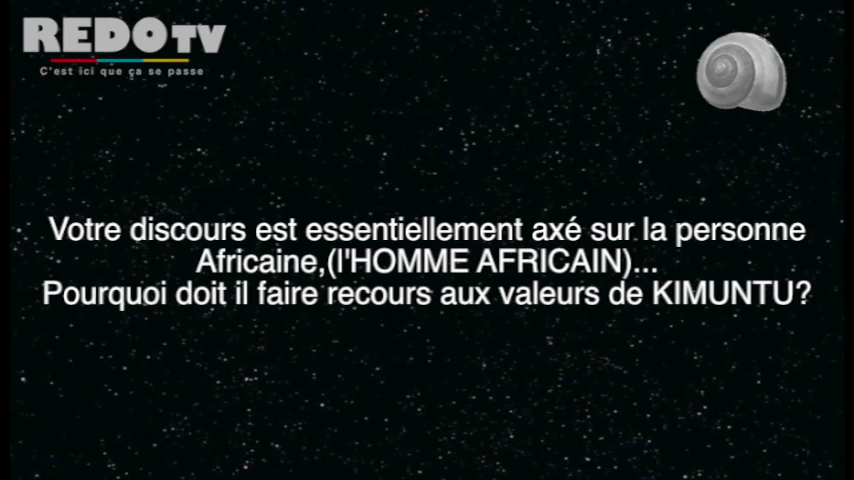 REDO TV
C'est ici que ça se passe
Votre discours est essentiellement axé sur la personne
Africaine,(l'HOMME AFRICAIN)...
Pourquoi doit il faire recours aux valeurs de KIMUNTU?